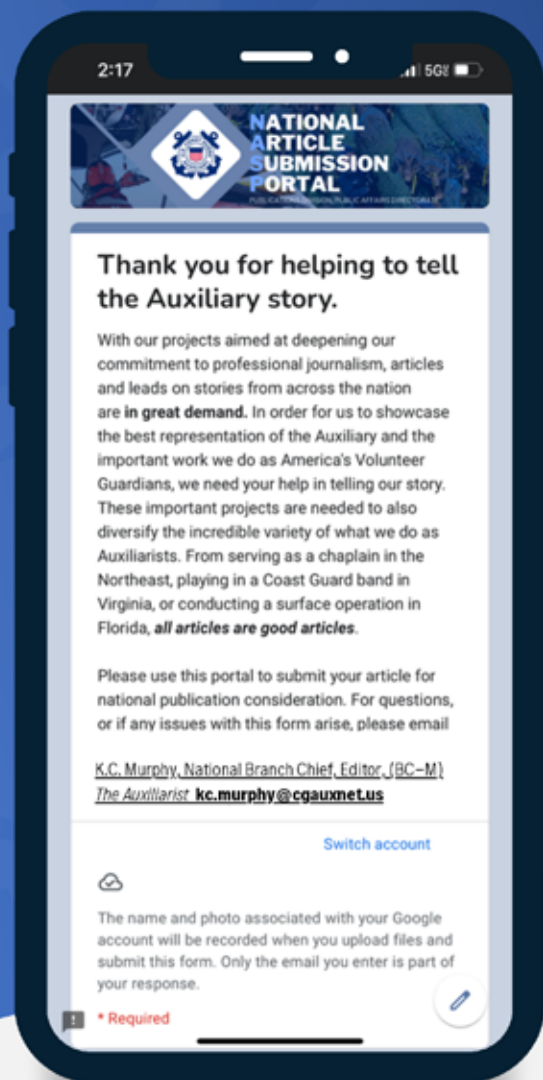 2:17
5G
NATIONAL
ARTICLE
SUBMISSION
PORTAL
PUBLICATIONS DIVISION, PUBLIC AFFAIRS DIRECTORATE
Thank you for helping to tell
the Auxiliary story.
With our projects aimed at deepening our
commitment to professional journalism, articles
and leads on stories from across the nation
are in great demand. In order for us to showcase
the best representation of the Auxiliary and the
important work we do as America's Volunteer
Guardians, we need your help in telling our story.
These important projects are needed to also
diversify the incredible variety of what we do as
Auxiliarists. From serving as a chaplain in the
Northeast, playing in a Coast Guard band in
Virginia, or conducting a surface operation in
Florida, all articles are good articles.
Please use this portal to submit your article for
national publication consideration. For questions,
or if any issues with this form arise, please email
K.C. Murphy, National Branch Chief, Editor, (BC–M)
The Auxiliarist kc.murphy@cgauxnet.us
Switch account
The name and photo associated with your Google
account will be recorded when you upload files and
submit this form. Only the email you enter is part of
your response.
* Required